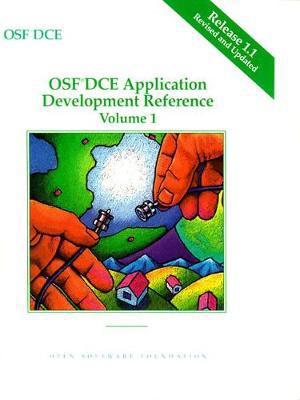 OSF DCE
Release 1.1
Revised and Updated
OSF® DCE Application
Development Reference
Volume 1
OPEN SOFTWARE FOUNDATION